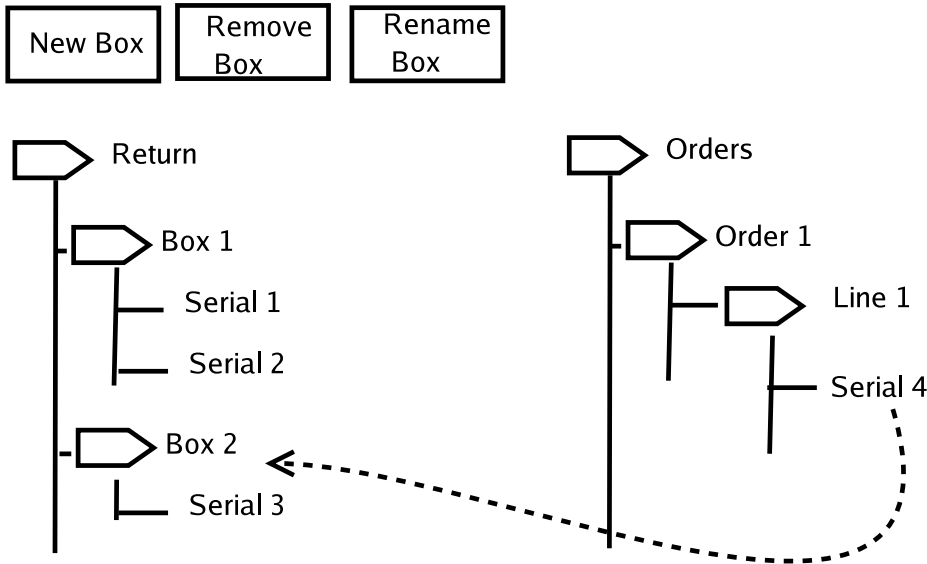 New Box
Remove
Box
Rename
Box
Return
Box 1
Serial 1
Serial 2
Box 2
Serial 3
Orders
Order 1
Line 1
Serial 4